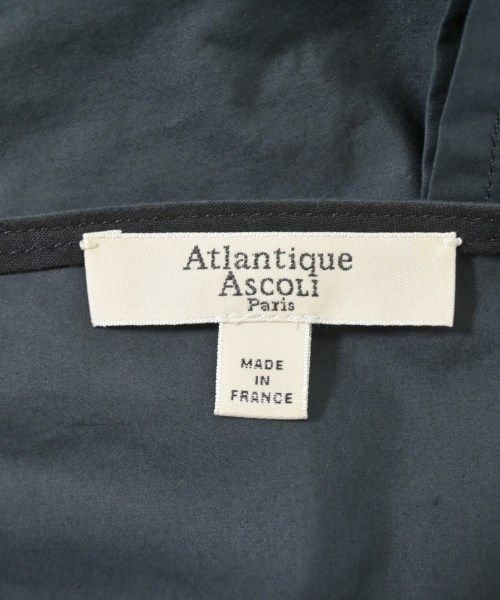 Atlantique
ASCOLI
Paris
MADE
IN
FRANCE